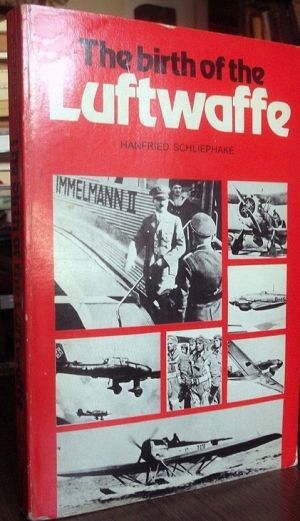 The birth of the
Luftwaffe
HANFRIED SCHLIEPHAKE
IMMELMANN II